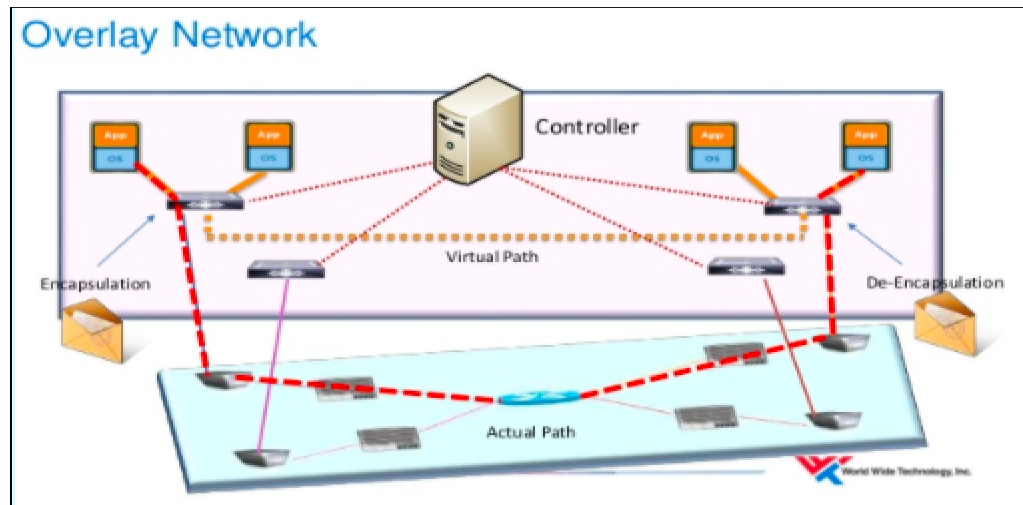 Overlay Network
Controller
App
OS
App
OS
App
OS
App
OS
Virtual Path
Encapsulation
De-Encapsulation
Actual Path
World Wide Technology, Inc.